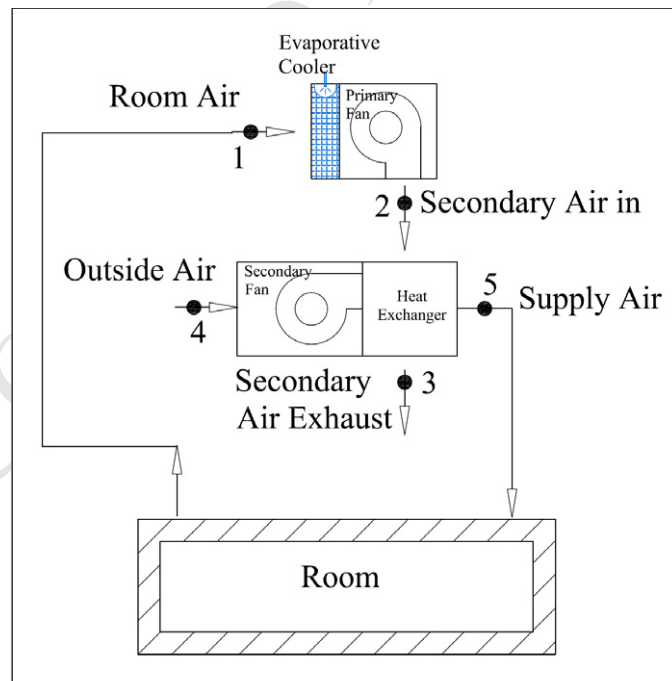 Evaporative
Cooler
Room Air
Primary
Fan
1
2
Secondary Air in
Outside Air
Secondary
Fan
Heat
Exchanger
5
Supply Air
4
Secondary
Air Exhaust
3
Room